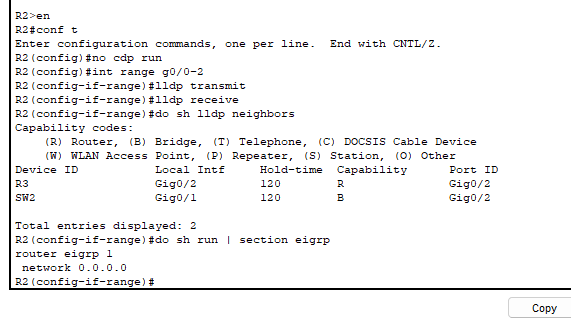 R2>en
R2#conf t
Enter configuration commands, one per line.  End with CNTL/Z.
R2(config)#no cdp run
R2(config)#int range g0/0-2
R2(config-if-range)#lldp transmit
R2(config-if-range)#lldp receive
R2(config-if-range)#do sh lldp neighbors
Capability codes:
    (R) Router, (B) Bridge, (T) Telephone, (C) DOCSIS Cable Device
    (W) WLAN Access Point, (P) Repeater, (S) Station, (O) Other
Device ID           Local Intf     Hold-time  Capability      Port ID
R3                  Gig0/2         120        R               Gig0/2
SW2                 Gig0/1         120        B               Gig0/2

Total entries displayed: 2
R2(config-if-range)#do sh run | section eigrp
router eigrp 1
 network 0.0.0.0
R2(config-if-range)#
Copy